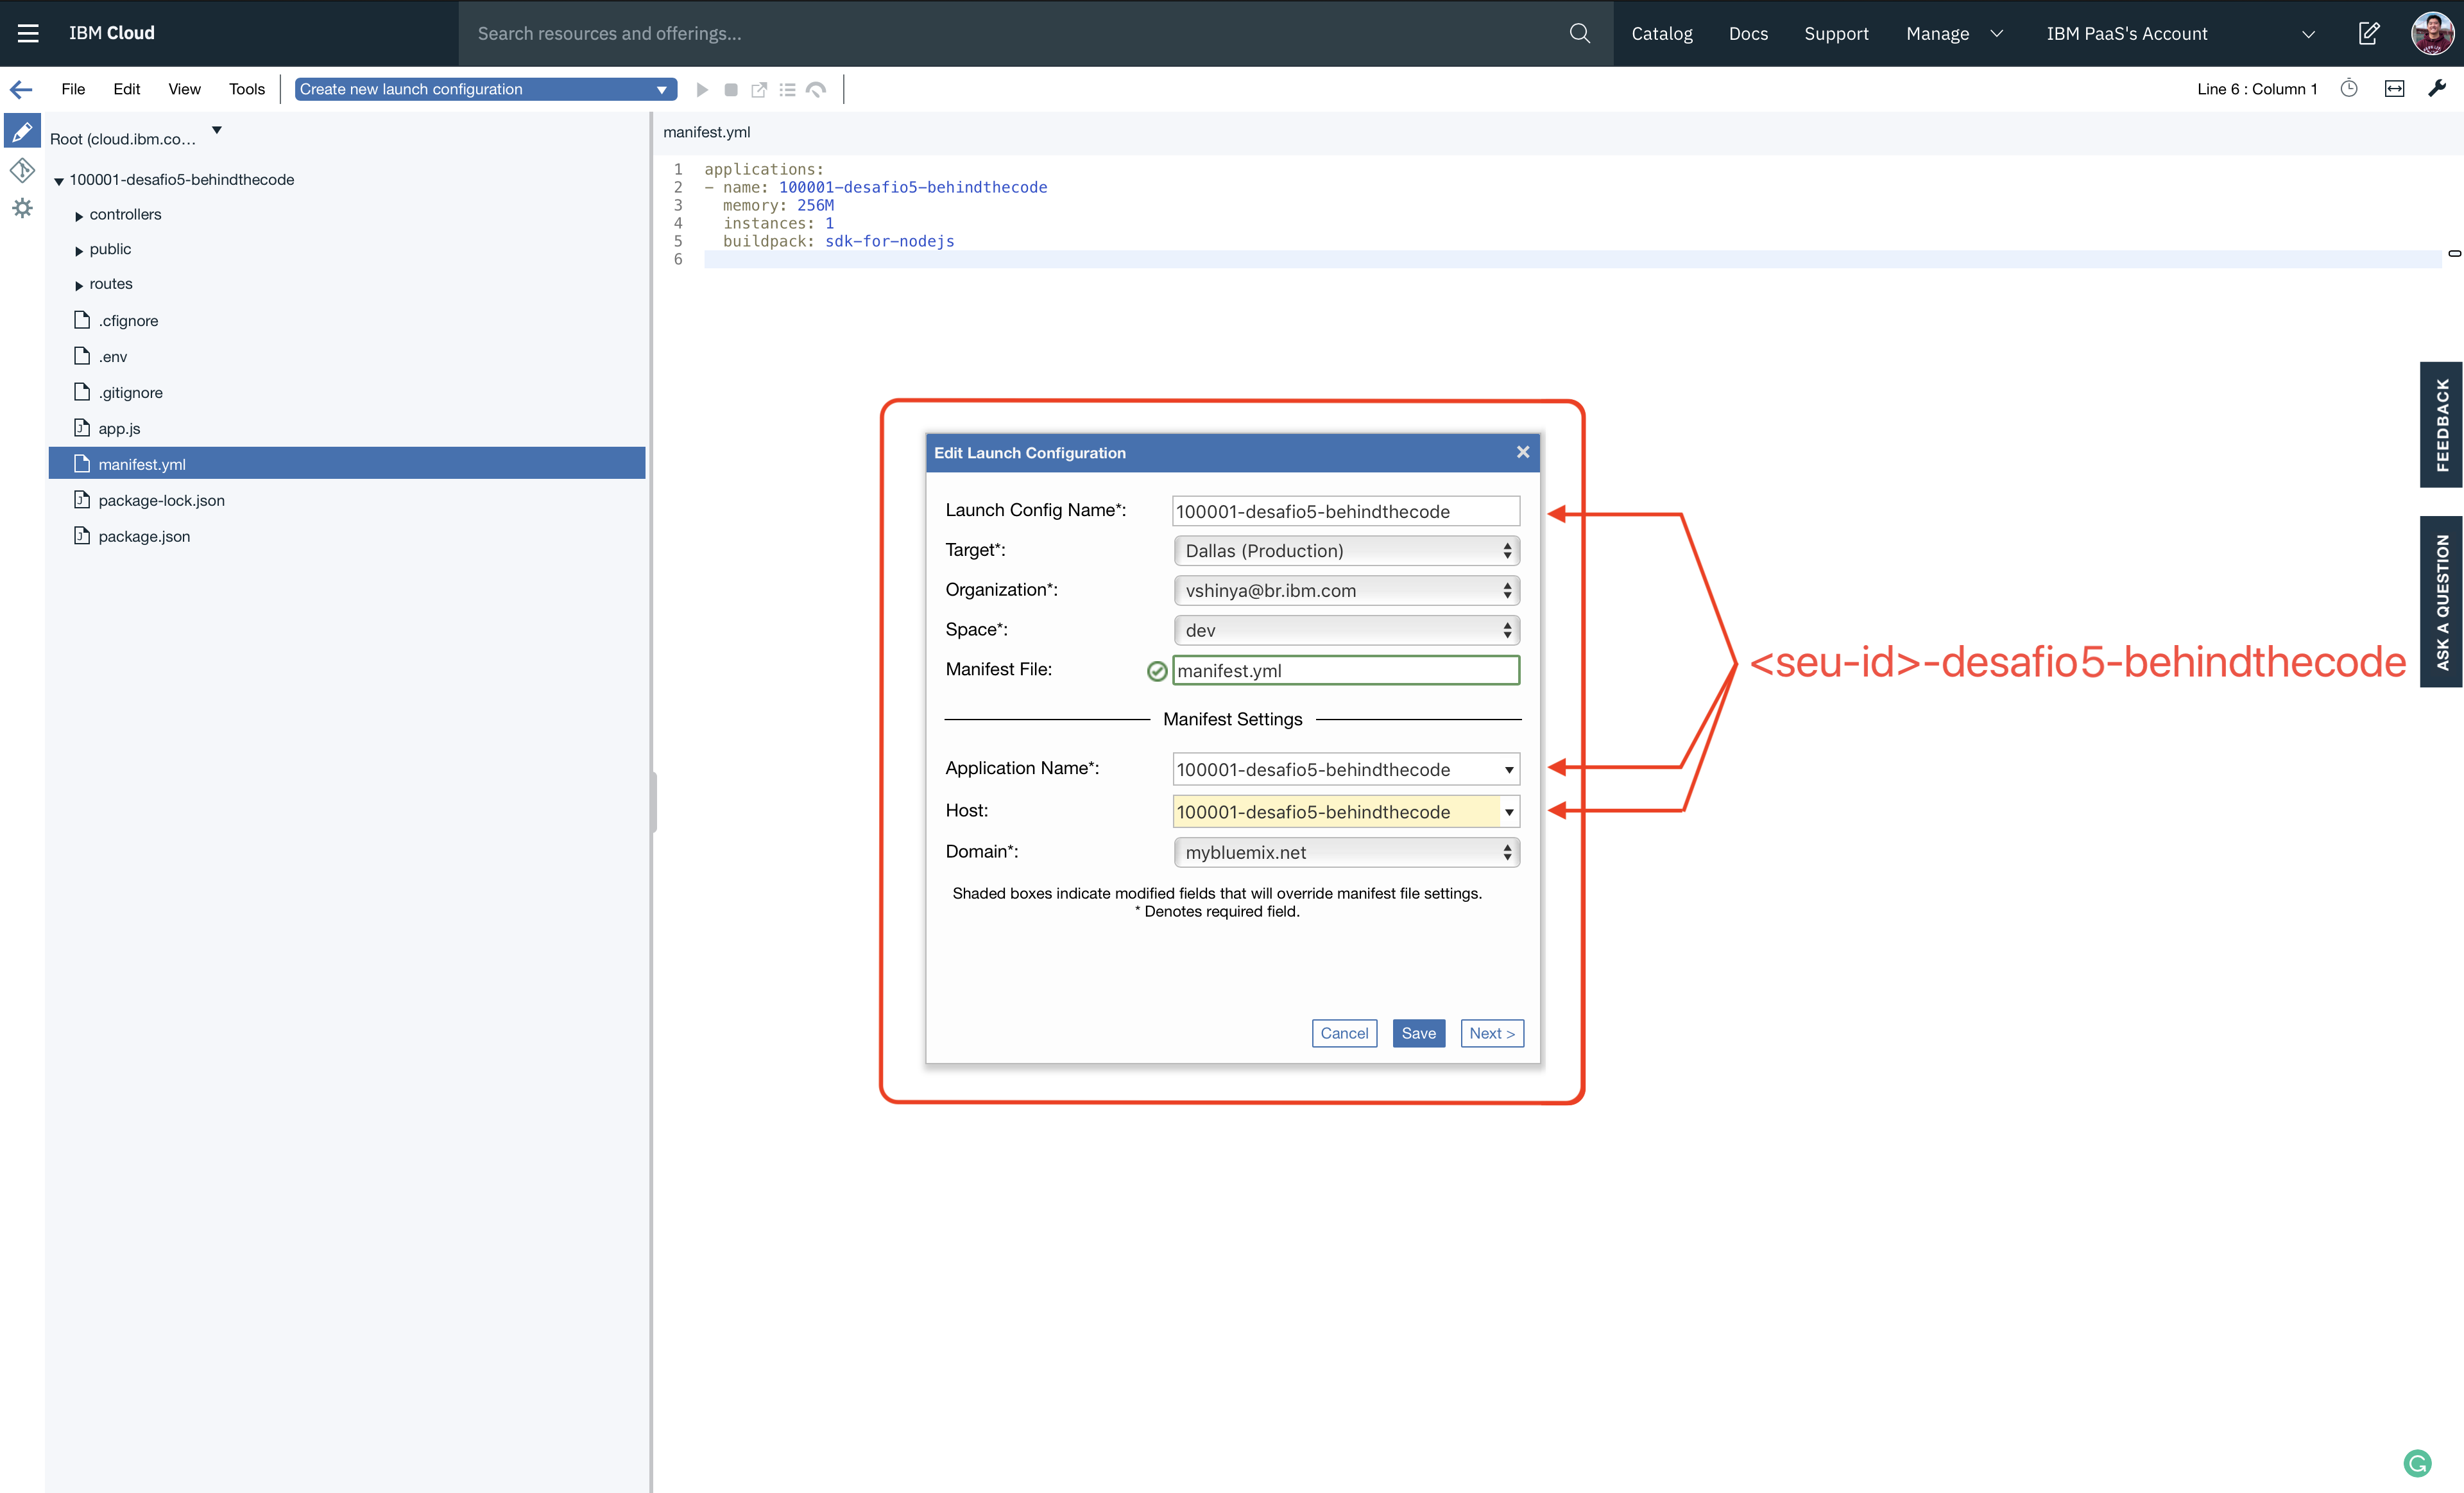 IBM Cloud
Search resources and offerings...
Catalog
Docs
Support
Manage
IBM PaaS's Account
File
Edit
View
Tools
Create new launch configuration
Line 6 : Column 1
Root (cloud.ibm.co...
100001-desafio5-behindthecode
controllers
public
routes
.cfignore
.env
.gitignore
app.js
manifest.yml
package-lock.json
package.json
manifest.yml
1 applications:
2 - name: 100001-desafio5-behindthecode
3 memory: 256M
4 instances: 1
5 buildpack: sdk-for-nodejs
6
Edit Launch Configuration
Launch Config Name*: 100001-desafio5-behindthecode
Target*: Dallas (Production)
Organization*: vshinya@br.ibm.com
Space*: dev
Manifest File: manifest.yml
Manifest Settings
Application Name*: 100001-desafio5-behindthecode
Host: 100001-desafio5-behindthecode
Domain*: mybluemix.net
Shaded boxes indicate modified fields that will override manifest file settings.
* Denotes required field.
Cancel
Save
Next >
<seu-id>-desafio5-behindthecode
FEEDBACK
ASK A QUESTION